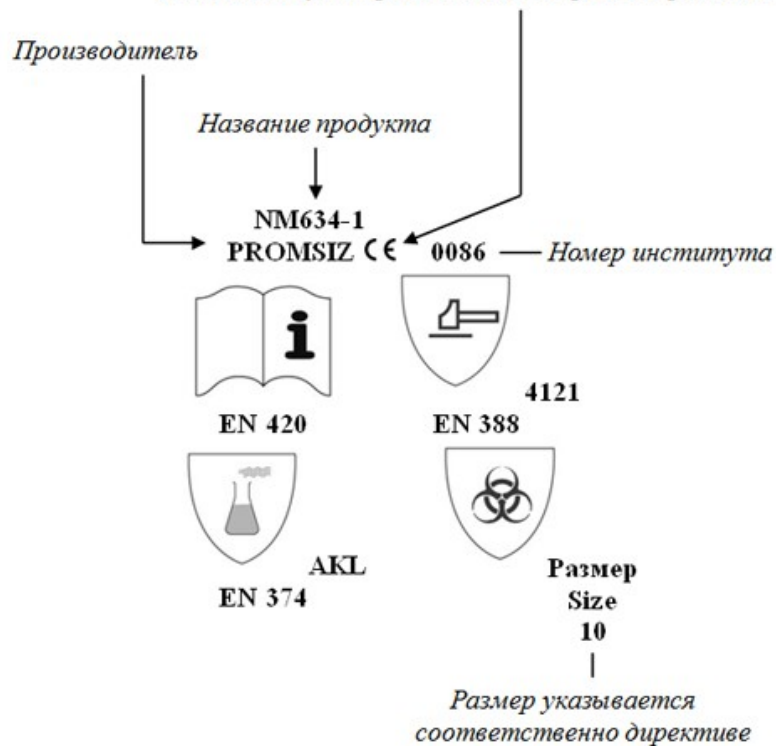 Производитель
Название продукта
NM634-1
PROMSIZ CE 0086 Номер института
4121
EN 420 EN 388
AKL
EN 374
Размер
Size
10
Размер указывается
соответственно директиве